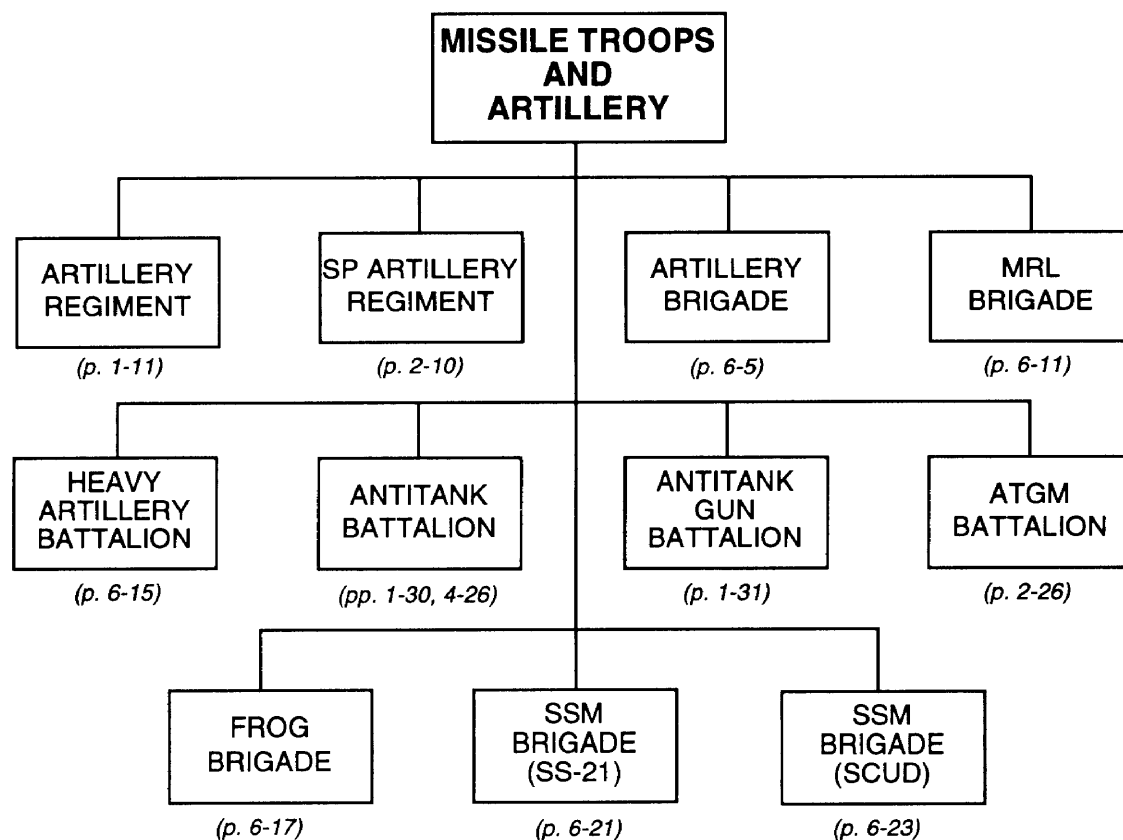 MISSILE TROOPS
AND
ARTILLERY
ARTILLERY
REGIMENT
(p. 1-11)
SP ARTILLERY
REGIMENT
(p. 2-10)
ARTILLERY
BRIGADE
(p. 6-5)
MRL
BRIGADE
(p. 6-11)
HEAVY
ARTILLERY
BATTALION
(p. 6-15)
ANTITANK
BATTALION
(pp. 1-30, 4-26)
ANTITANK
GUN
BATTALION
(p. 1-31)
ATGM
BATTALION
(p. 2-26)
FROG
BRIGADE
(p. 6-17)
SSM
BRIGADE
(SS-21)
(p. 6-21)
SSM
BRIGADE
(SCUD)
(p. 6-23)